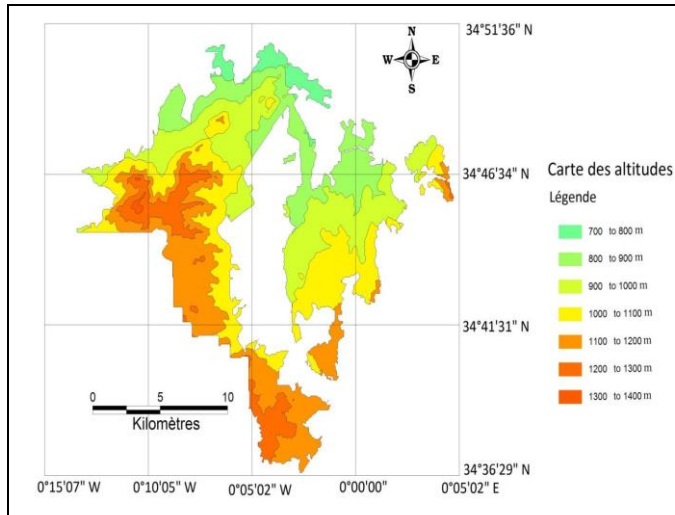 34°51'36" N
N
W E
S
34°46'34" N
Carte des altitudes
Légende
700 to 800 m
800 to 900 m
900 to 1000 m
1000 to 1100 m
1100 to 1200 m
1200 to 1300 m
1300 to 1400 m
34°41'31" N
0 5 10
Kilomètres
34°36'29" N
0°15'07" W 0°10'05" W 0°05'02" W 0°00'00" 0°05'02" E